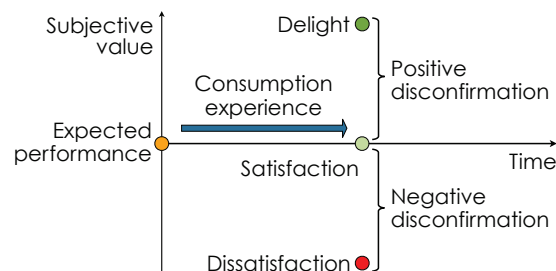 Subjective
value
Delight
Positive
disconfirmation
Consumption
experience
Expected
performance
Satisfaction
Time
Negative
disconfirmation
Dissatisfaction